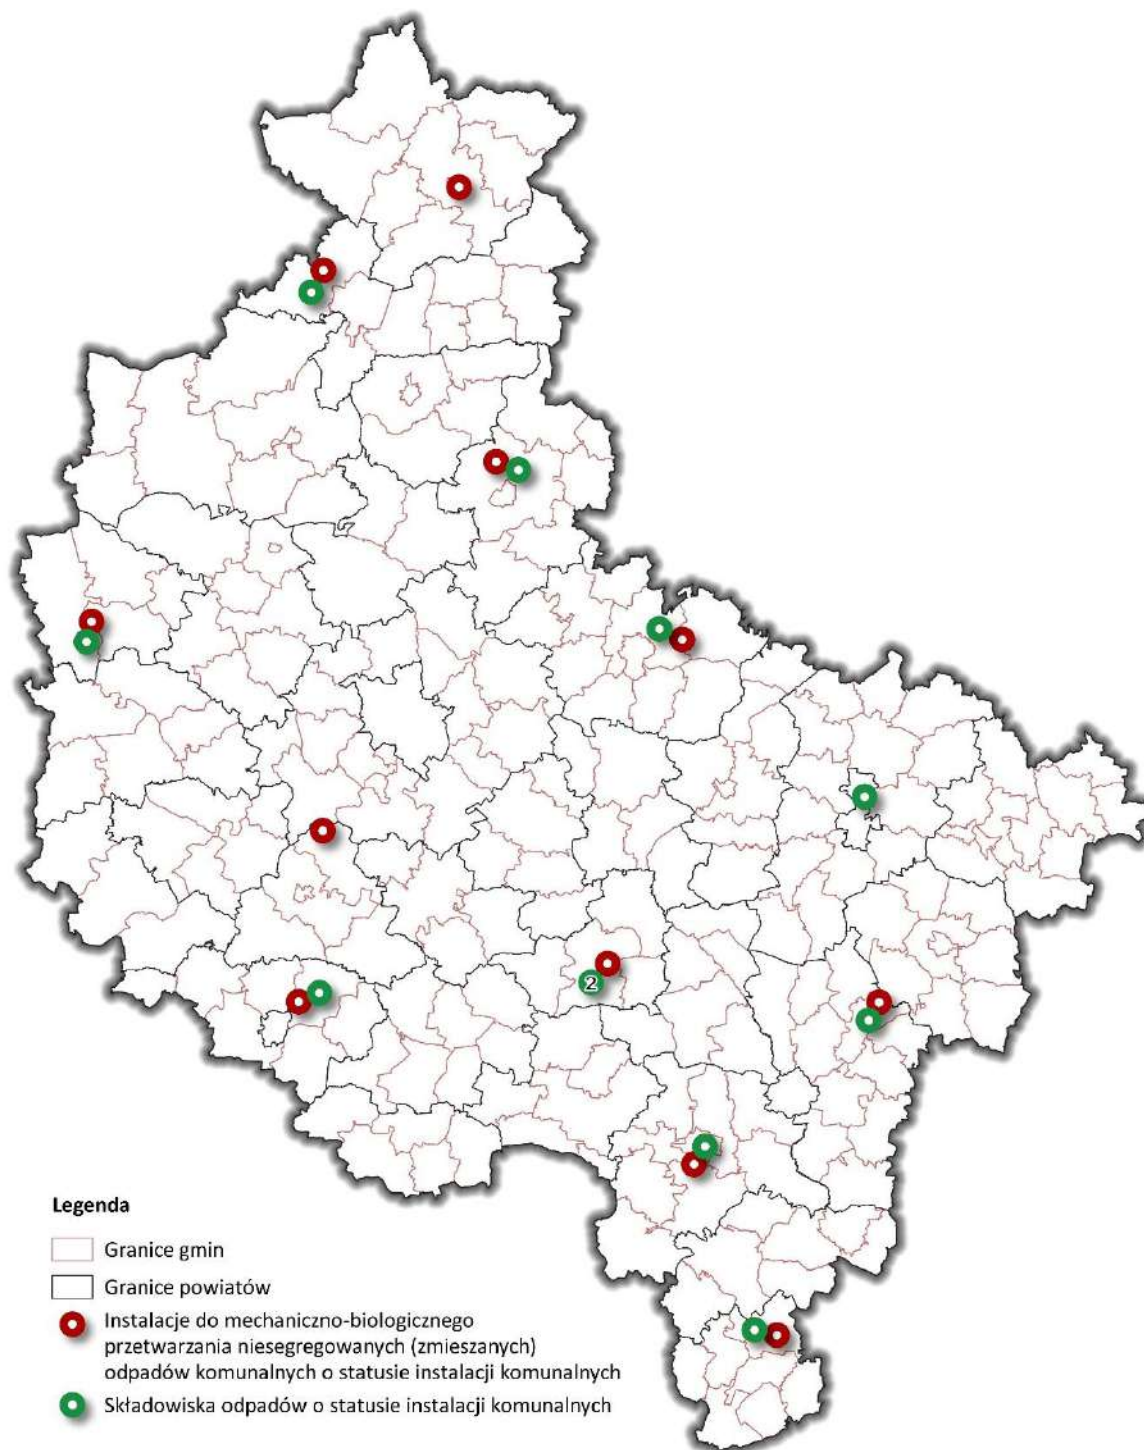 2
Legenda
Granice gmin
Granice powiatów
Instalacje do mechaniczno-biologicznego
przetwarzania niesegregowanych (zmieszanych)
odpadów komunalnych o statusie instalacji komunalnych
Składowiska odpadów o statusie instalacji komunalnych